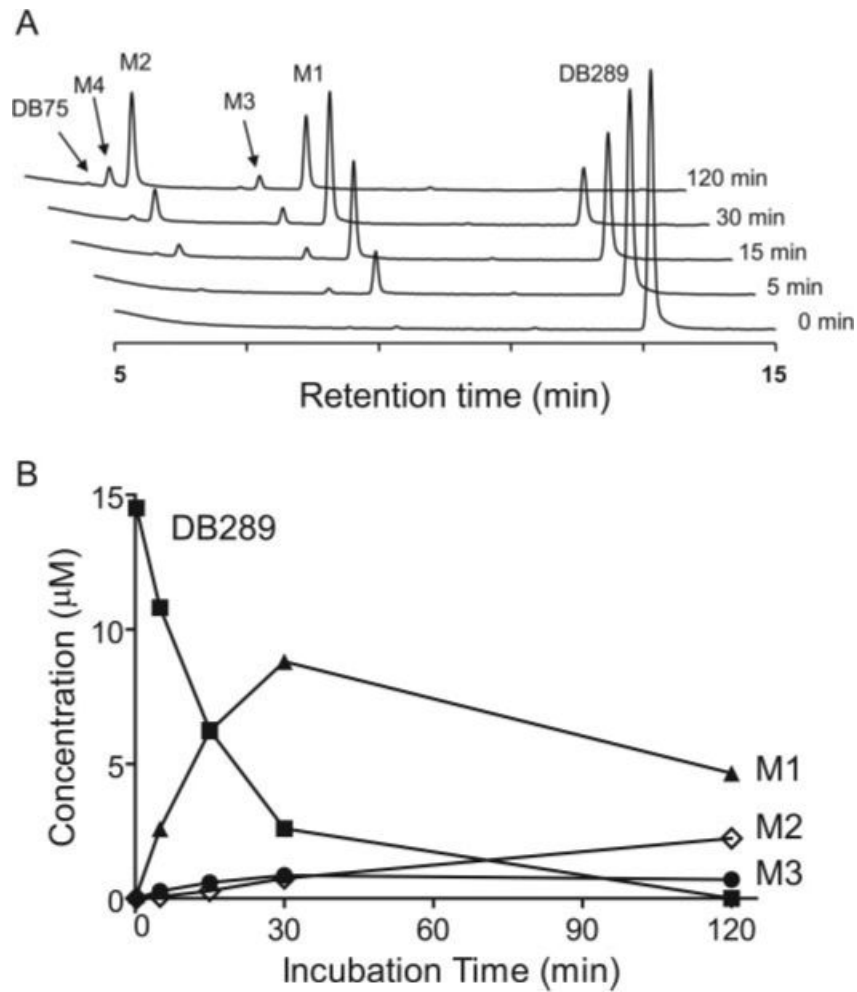 A
M2
M4
DB75
M3
M1
DB289
120 min
30 min
15 min
5 min
0 min
5
15
Retention time (min)
B
15
DB289
10
Concentration (μM)
5
M1
M2
M3
0
0
30
60
90
120
Incubation Time (min)